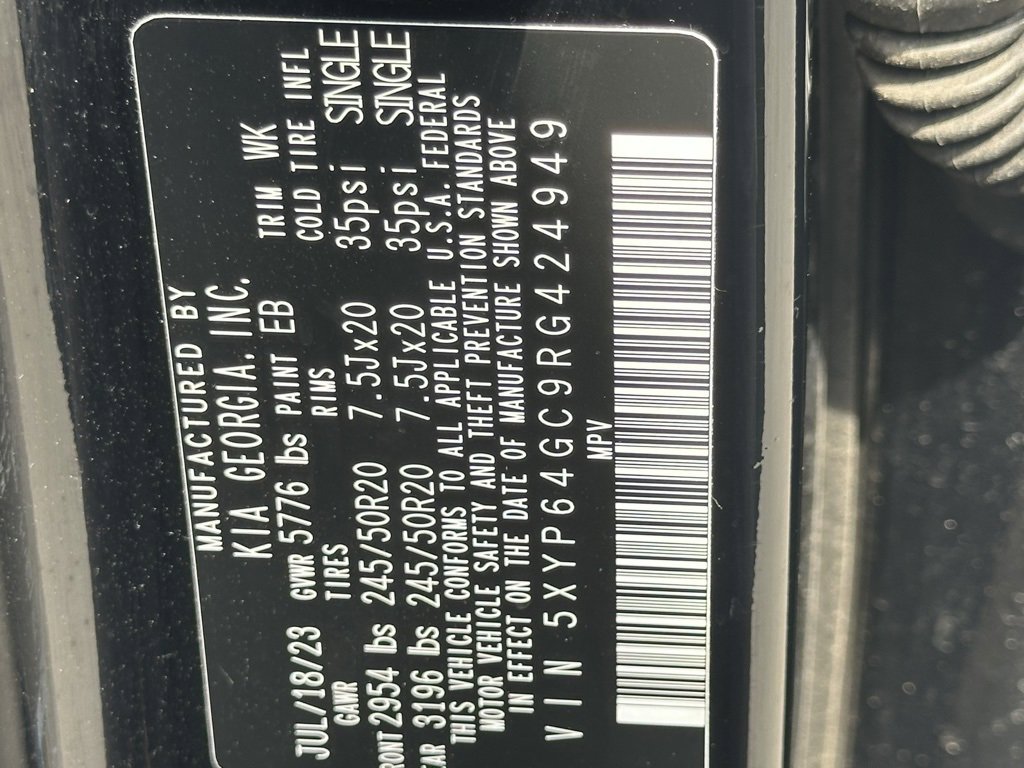 MANUFACTURED BY
KIA GEORGIA. INC.
JUL/18/23 GVWR 5776 lbs PAINT EB TRIM WK
GAWR TIRES RIMS COLD TIRE INFL
RONT 2954 lbs 245/50R20 7.5Jx20 35psi SINGLE
EAR 3196 lbs 245/50R20 7.5Jx20 35psi SINGLE
THIS VEHICLE CONFORMS TO ALL APPLICABLE U.S.A. FEDERAL
MOTOR VEHICLE SAFETY AND THEFT PREVENTION STANDARDS
IN EFFECT ON THE DATE OF MANUFACTURE SHOWN ABOVE
VIN 5XYP64GC9RG424949
MPV